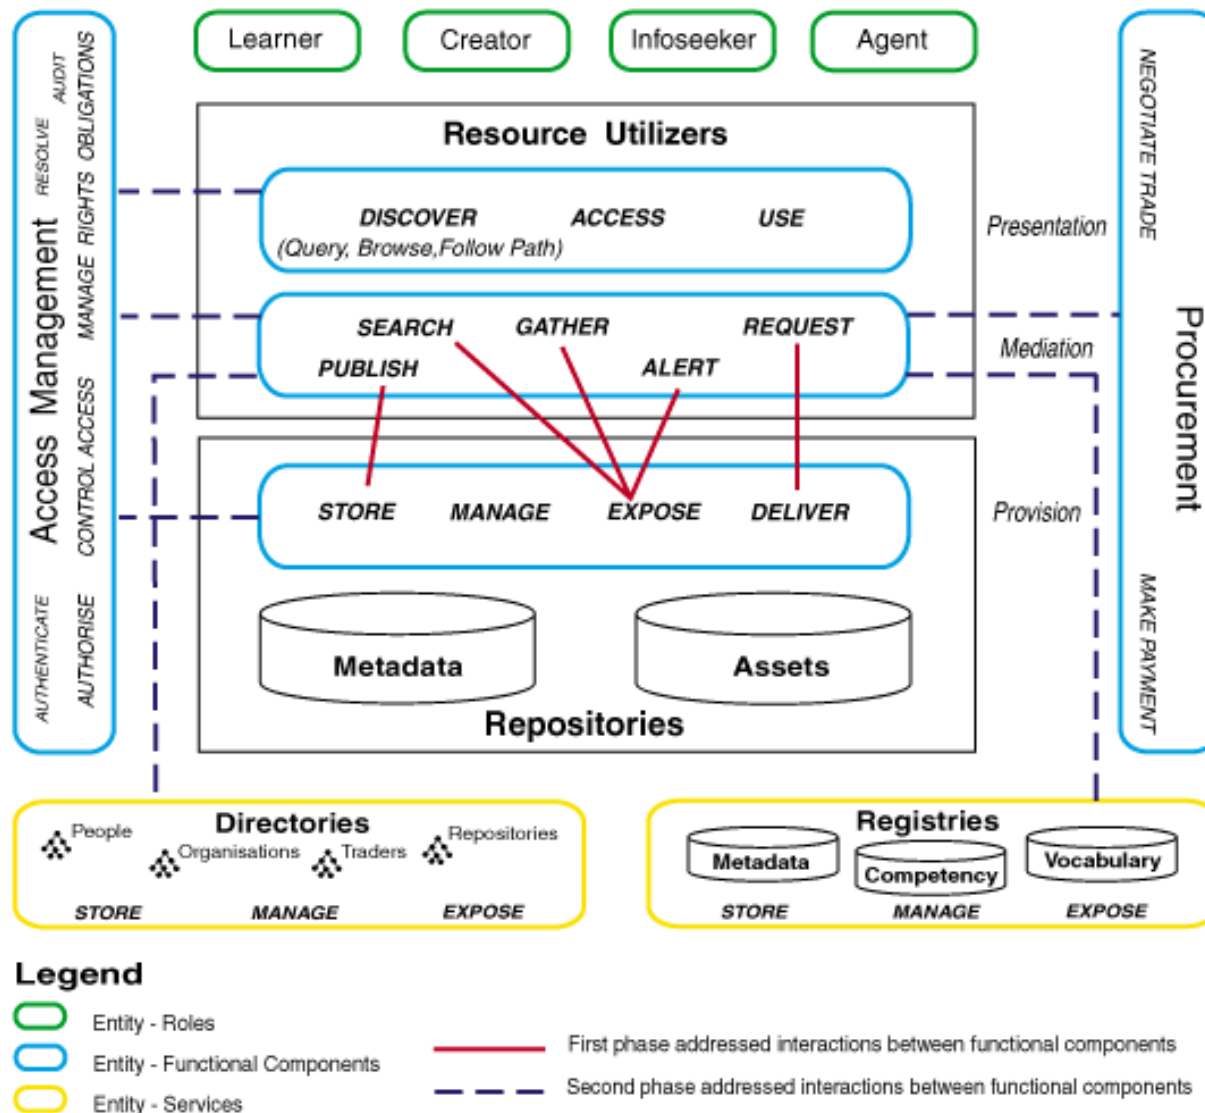 Learner
Creator
Infoseeker
Agent
Access Management
AUDIT
RESOLVE
MANAGE RIGHTS OBLIGATIONS
CONTROL ACCESS
AUTHENTICATE
AUTHORISE
Resource Utilizers
DISCOVER ACCESS USE
(Query, Browse,Follow Path)
Presentation
SEARCH GATHER REQUEST
PUBLISH ALERT
Mediation
STORE MANAGE EXPOSE DELIVER
Provision
Metadata
Assets
Repositories
NEGOTIATE TRADE
Procurement
MAKE PAYMENT
Directories
People
Organisations
Traders
Repositories
STORE MANAGE EXPOSE
Registries
Metadata
Competency
Vocabulary
STORE MANAGE EXPOSE
Legend
Entity - Roles
Entity - Functional Components
Entity - Services
First phase addressed interactions between functional components
Second phase addressed interactions between functional components